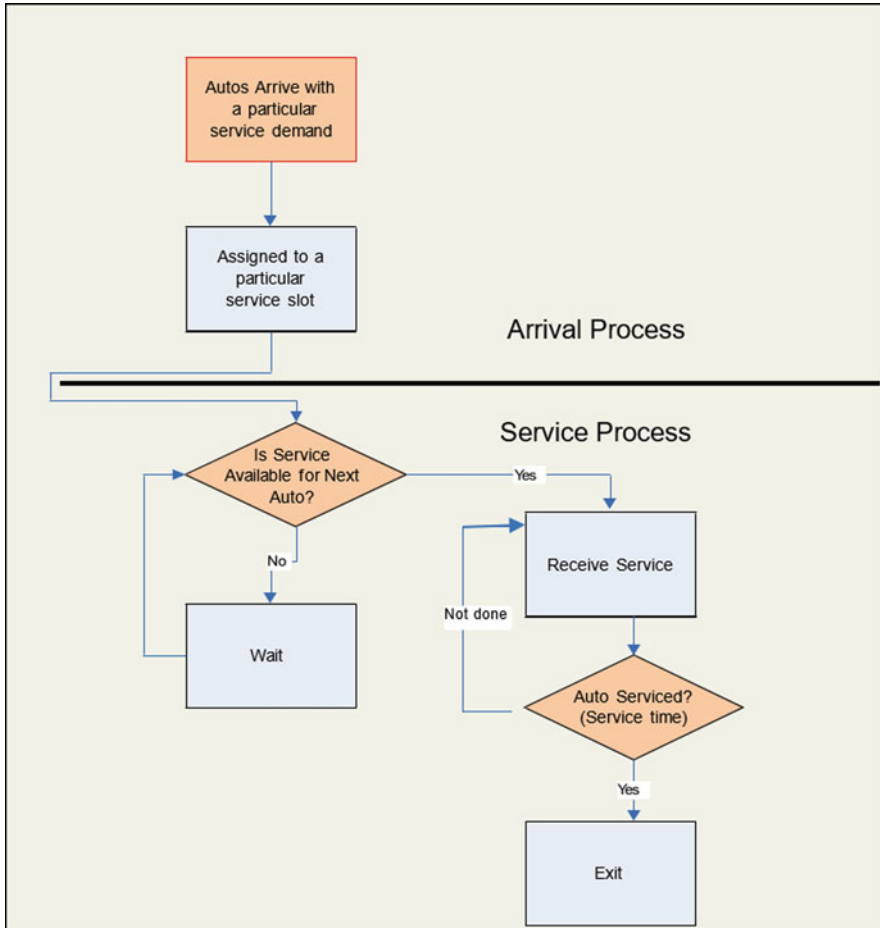 Autos Arrive with
a particular
service demand
Assigned to a
particular
service slot
Arrival Process
Service Process
Is Service
Available for Next
Auto?
Yes
No
Receive Service
Not done
Wait
Auto Serviced?
(Service time)
Yes
Exit